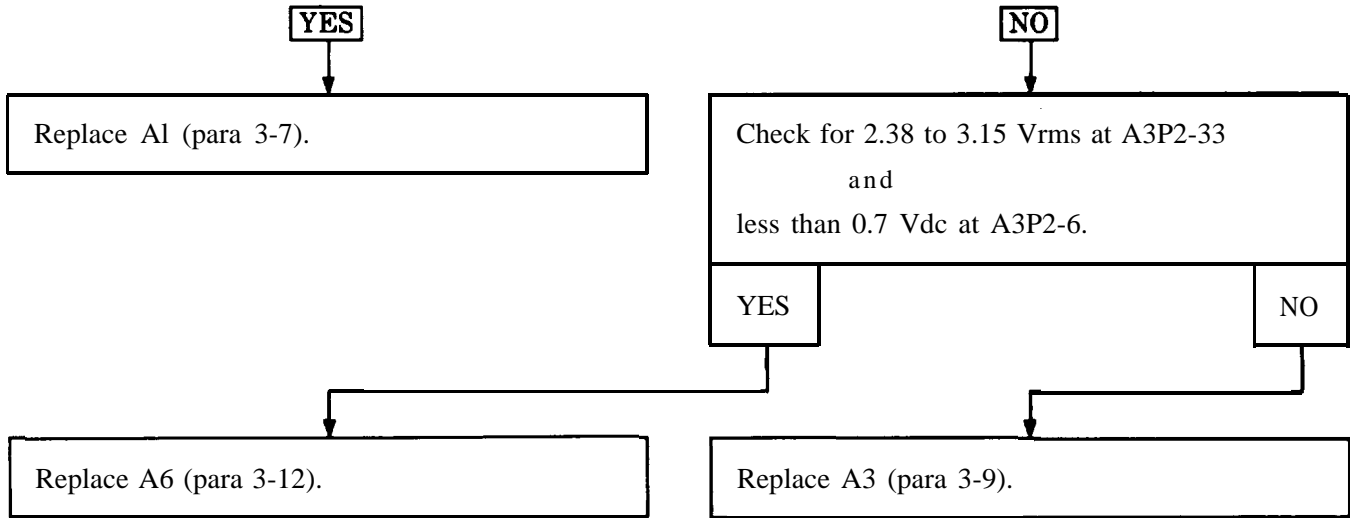 YES
NO
Replace Al (para 3-7).
Check for 2.38 to 3.15 Vrms at A3P2-33
and
less than 0.7 Vdc at A3P2-6.
YES
NO
Replace A6 (para 3-12).
Replace A3 (para 3-9).